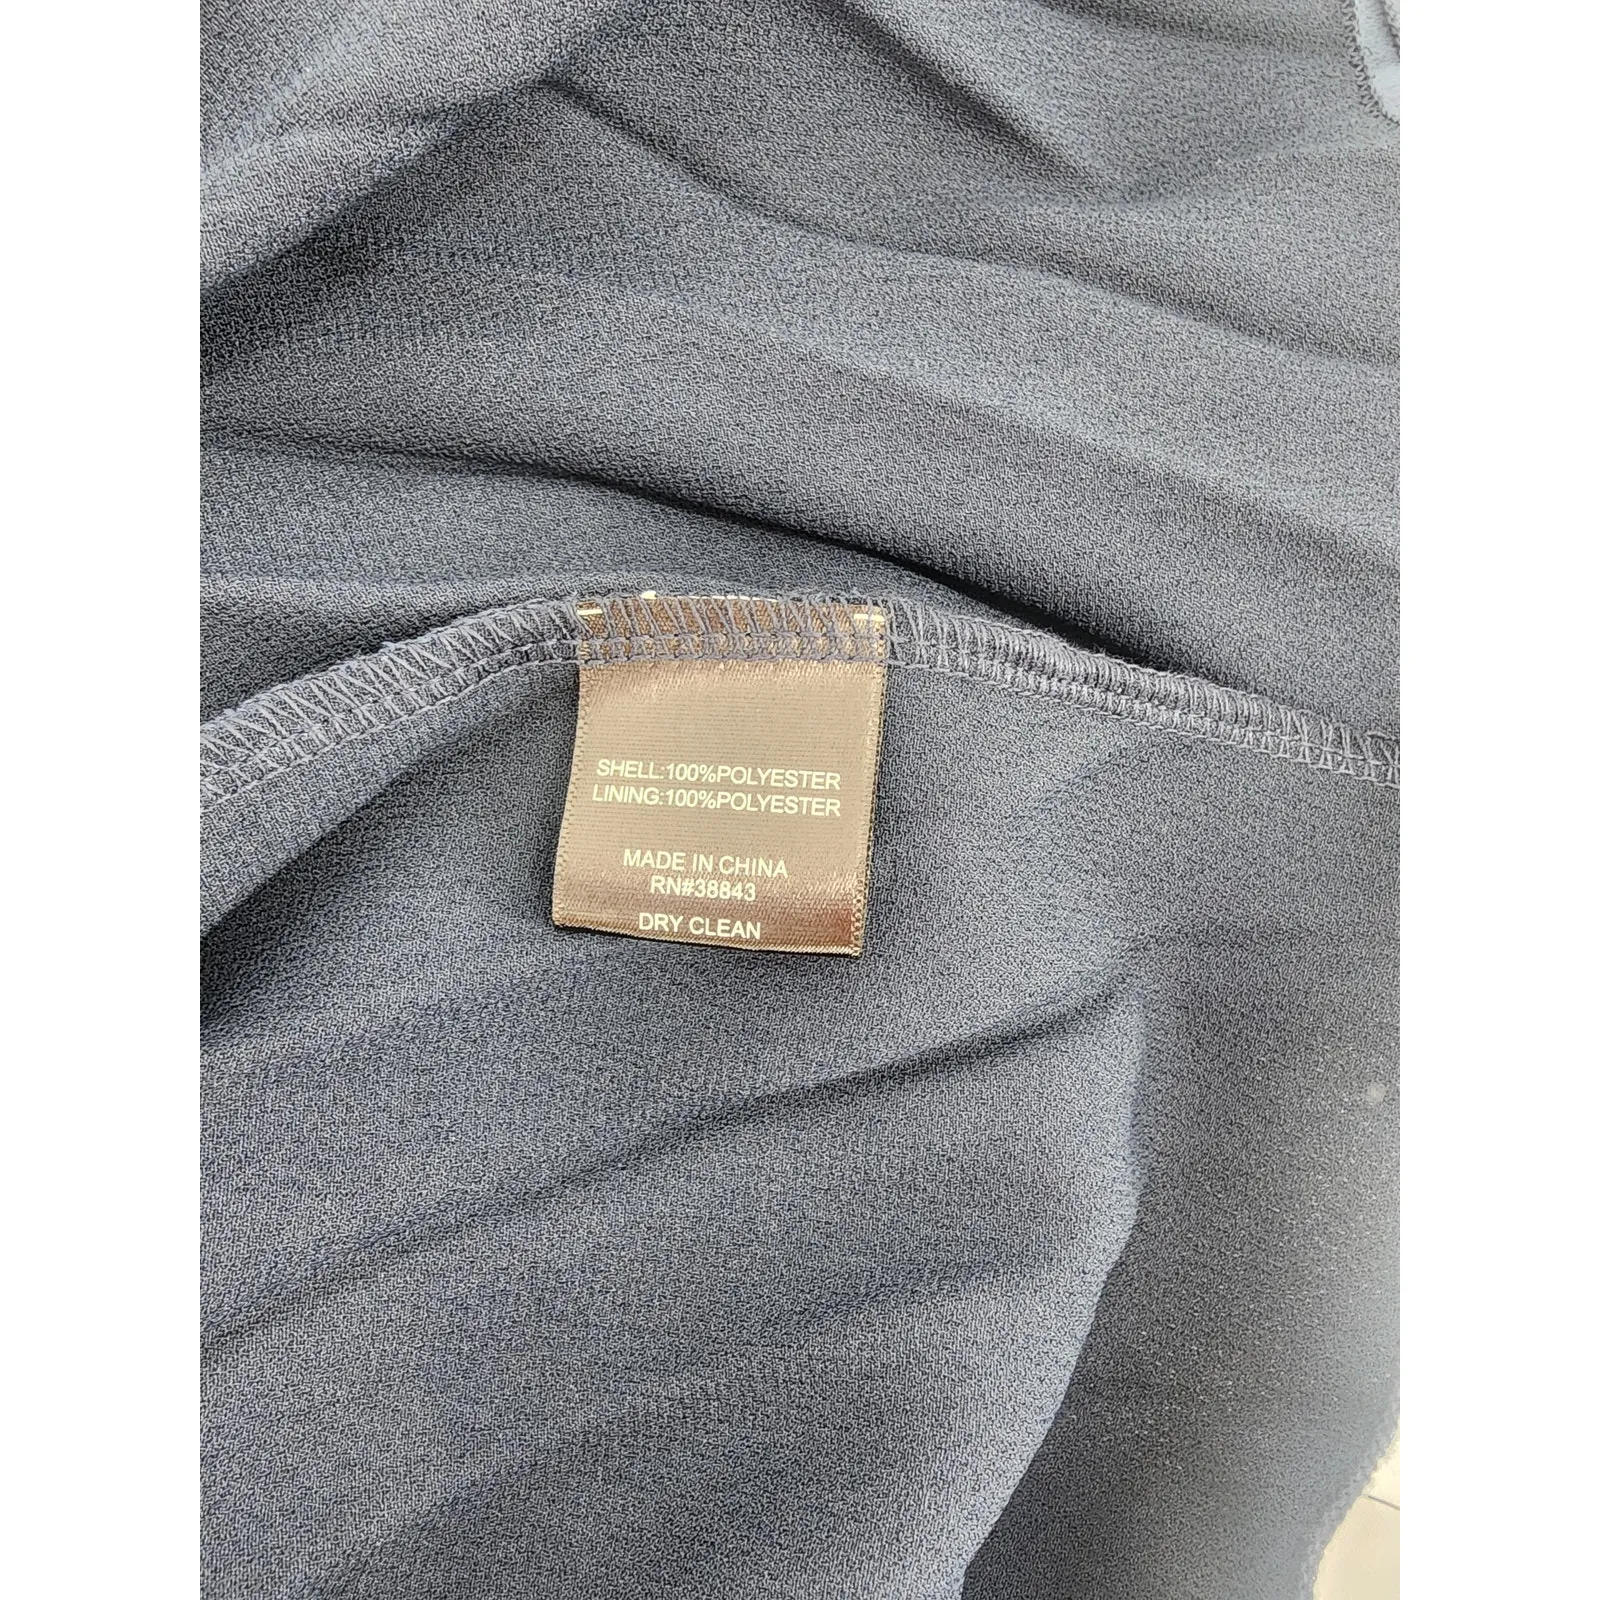 SHELL:100%POLYESTER
LINING:100%POLYESTER
MADE IN CHINA
RN#38843
DRY CLEAN